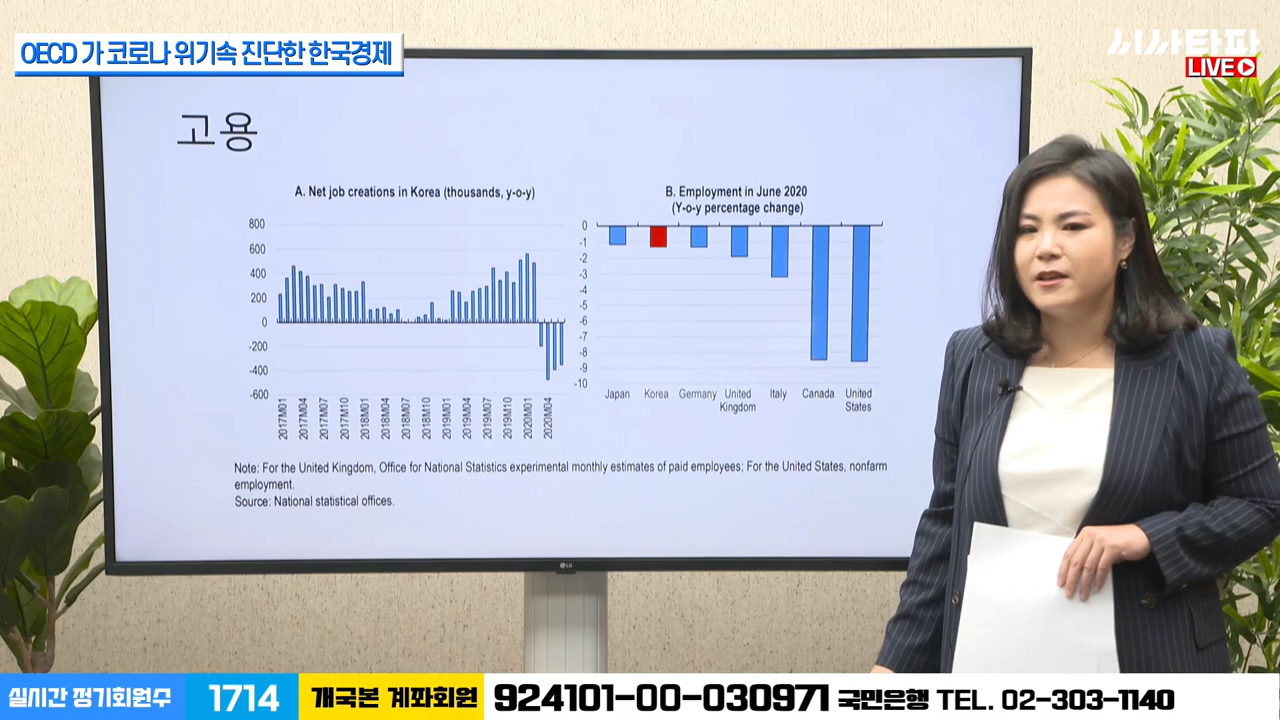 OECD 가 코로나 위기속 진단한 한국경제
시사타파
LIVE
고용
A. Net job creations in Korea (thousands, y-o-y)
800
600
400
200
0
-200
-400
-600
2017M01
2017M04
2017M07
2017M10
2018M01
2018M04
2018M07
2018M10
2019M01
2019M04
2019M07
2019M10
2020M01
2020M04
B. Employment in June 2020
(Y-o-y percentage change)
0
-1
-2
-3
-4
-5
-6
-7
-8
-9
-10
Japan Korea Germany United Kingdom Italy Canada United States
Note: For the United Kingdom, Office for National Statistics experimental monthly estimates of paid employees; For the United States, nonfarm
employment.
Source: National statistical offices.
LG
실시간 정기회원수 1714 개국본 계좌회원 924101-00-030971 국민은행 TEL. 02-303-1140